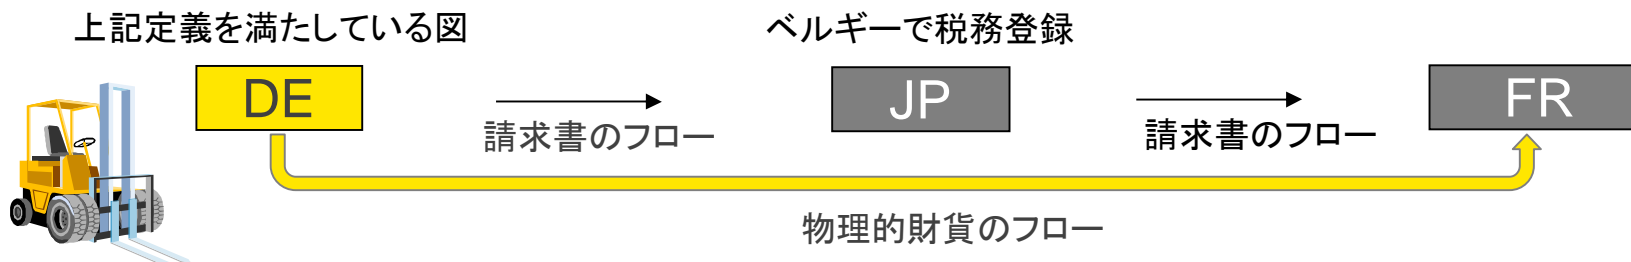 上記定義を満たしている図
ベルギーで税務登録
DE
JP
FR
請求書のフロー
請求書のフロー
物理的財貨のフロー